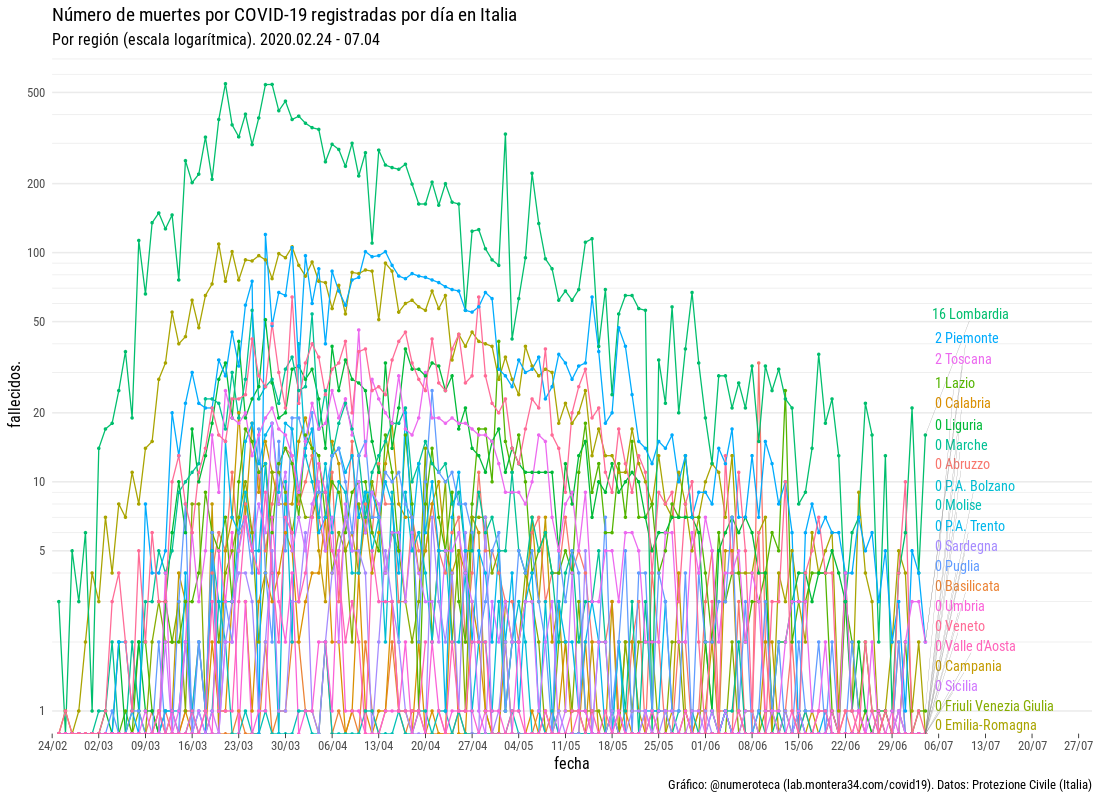 Número de muertes por COVID-19 registradas por día en Italia
Por región (escala logarítmica). 2020.02.24 - 07.04
fallecidos.
500
200
100
50
20
10
5
1
16 Lombardia
2 Piemonte
2 Toscana
1 Lazio
0 Calabria
0 Liguria
0 Marche
0 Abruzzo
0 P.A. Bolzano
0 Molise
0 P.A. Trento
0 Sardegna
0 Puglia
0 Basilicata
0 Umbria
0 Veneto
0 Valle d'Aosta
0 Campania
0 Sicilia
0 Friuli Venezia Giulia
0 Emilia-Romagna
24/02 02/03 09/03 16/03 23/03 30/03 06/04 13/04 20/04 27/04 04/05 11/05 18/05 25/05 01/06 08/06 15/06 22/06 29/06 06/07 13/07 20/07 27/07
fecha
Gráfico: @numeroteca (lab.montera34.com/covid19). Datos: Protezione Civile (Italia)